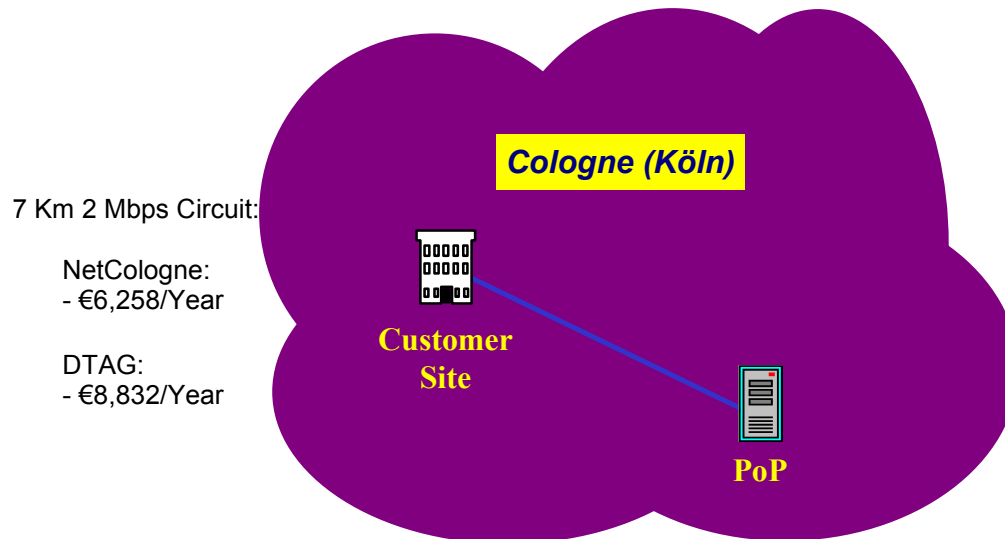 Cologne (Köln)
7 Km 2 Mbps Circuit:
NetCologne:
- €6,258/Year
DTAG:
- €8,832/Year
Customer
Site
PoP